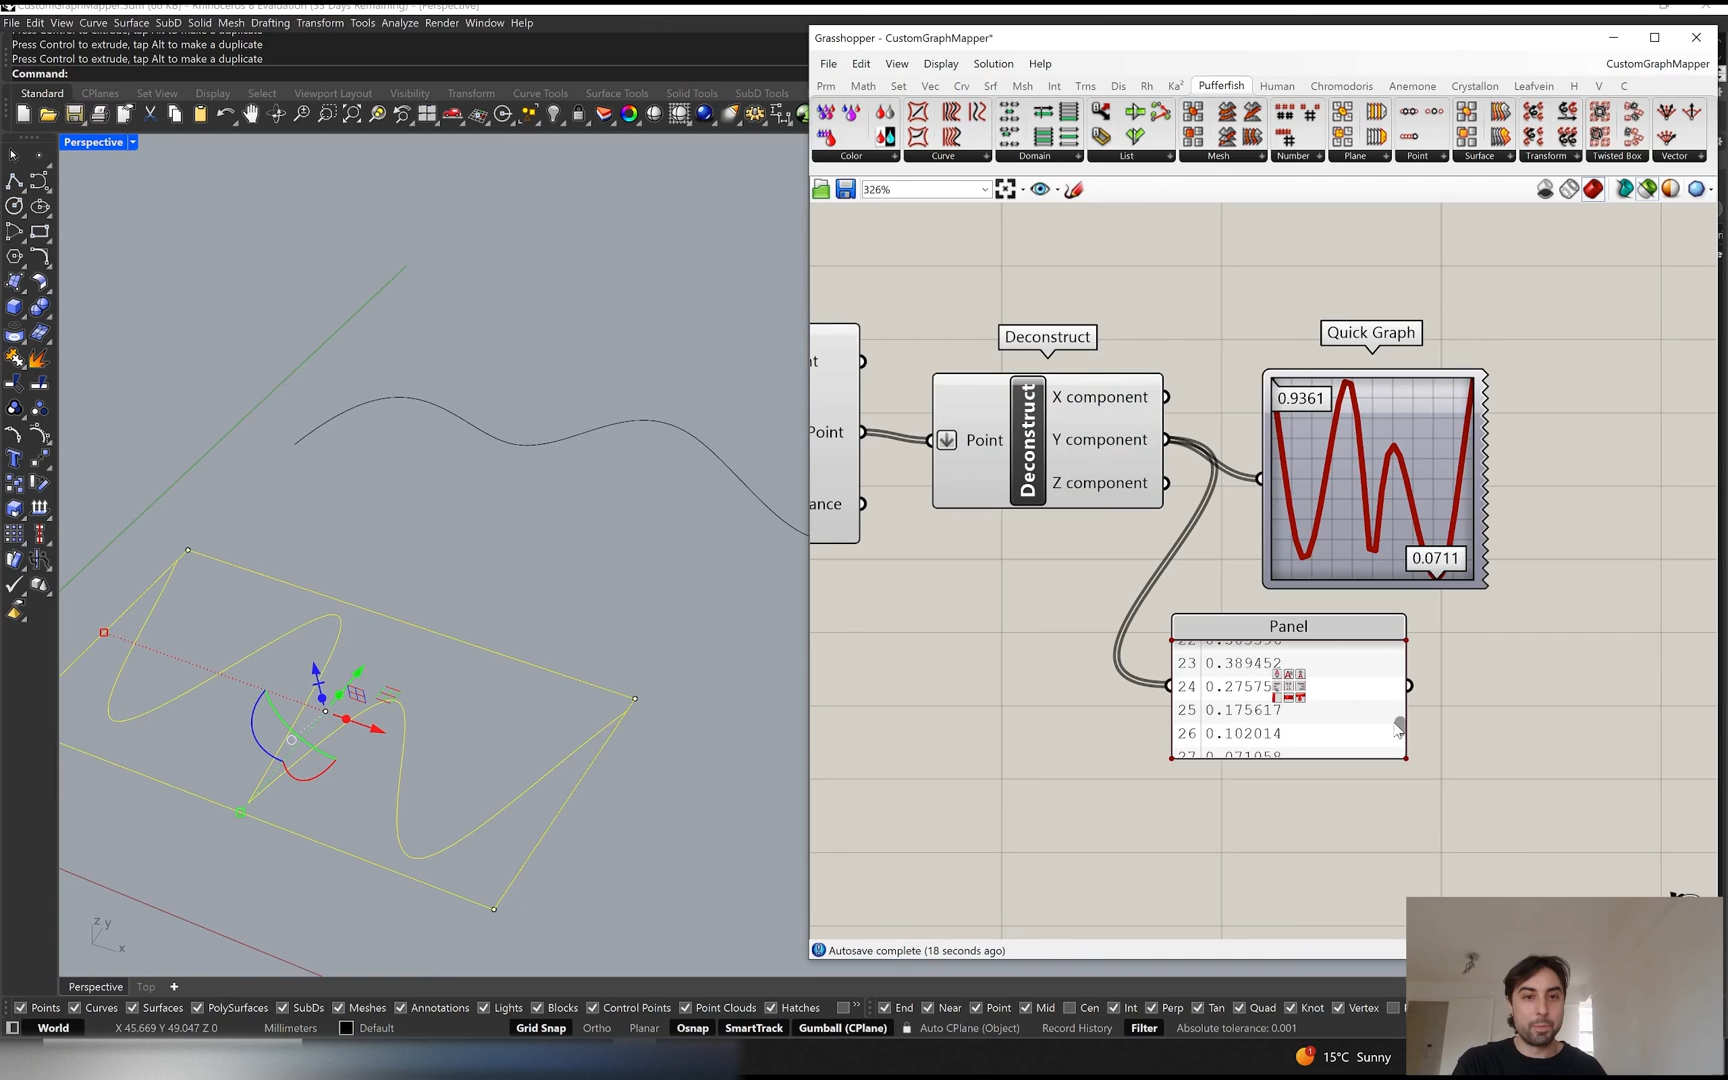 File Edit View Curve Surface SubD Solid Mesh Drafting Transform Tools Analyze Render Window Help
Press Control to extrude, tap Alt to make a duplicate
Press Control to extrude, tap Alt to make a duplicate
Command:
Standard CPlanes Set View Display Select Viewport Layout Visibility Transform Curve Tools Surface Tools Solid Tools SubD Tools
Perspective
Grasshopper - CustomGraphMapper*
File Edit View Display Solution Help
CustomGraphMapper
Prm Math Set Vec Crv Srf Msh Int Trns Dis Rh Ka² Pufferfish Human Chromodoris Anemone Crystallon Leafvein H V C
Color Curve Domain List Mesh Number Plane Point Surface Transform Twisted Box Vector
326%
Deconstruct
Quick Graph
Point
ance
Point
Deconstruct
X component
Y component
Z component
0.9361
0.0711
Panel
23 0.389452
24 0.27575
25 0.175617
26 0.102014
27 0.071058
z y
x
Autosave complete (18 seconds ago)
Perspective Top
Points Curves Surfaces PolySurfaces SubDs Meshes Annotations Lights Blocks Control Points Point Clouds Hatches End Near Point Mid Cen Int Perp Tan Quad Knot Vertex
World X 45.669 Y 49.047 Z 0 Millimeters Default Grid Snap Ortho Planar Osnap SmartTrack Gumball (CPlane) Auto CPlane (Object) Record History Filter Absolute tolerance: 0.001
1
15°C Sunny